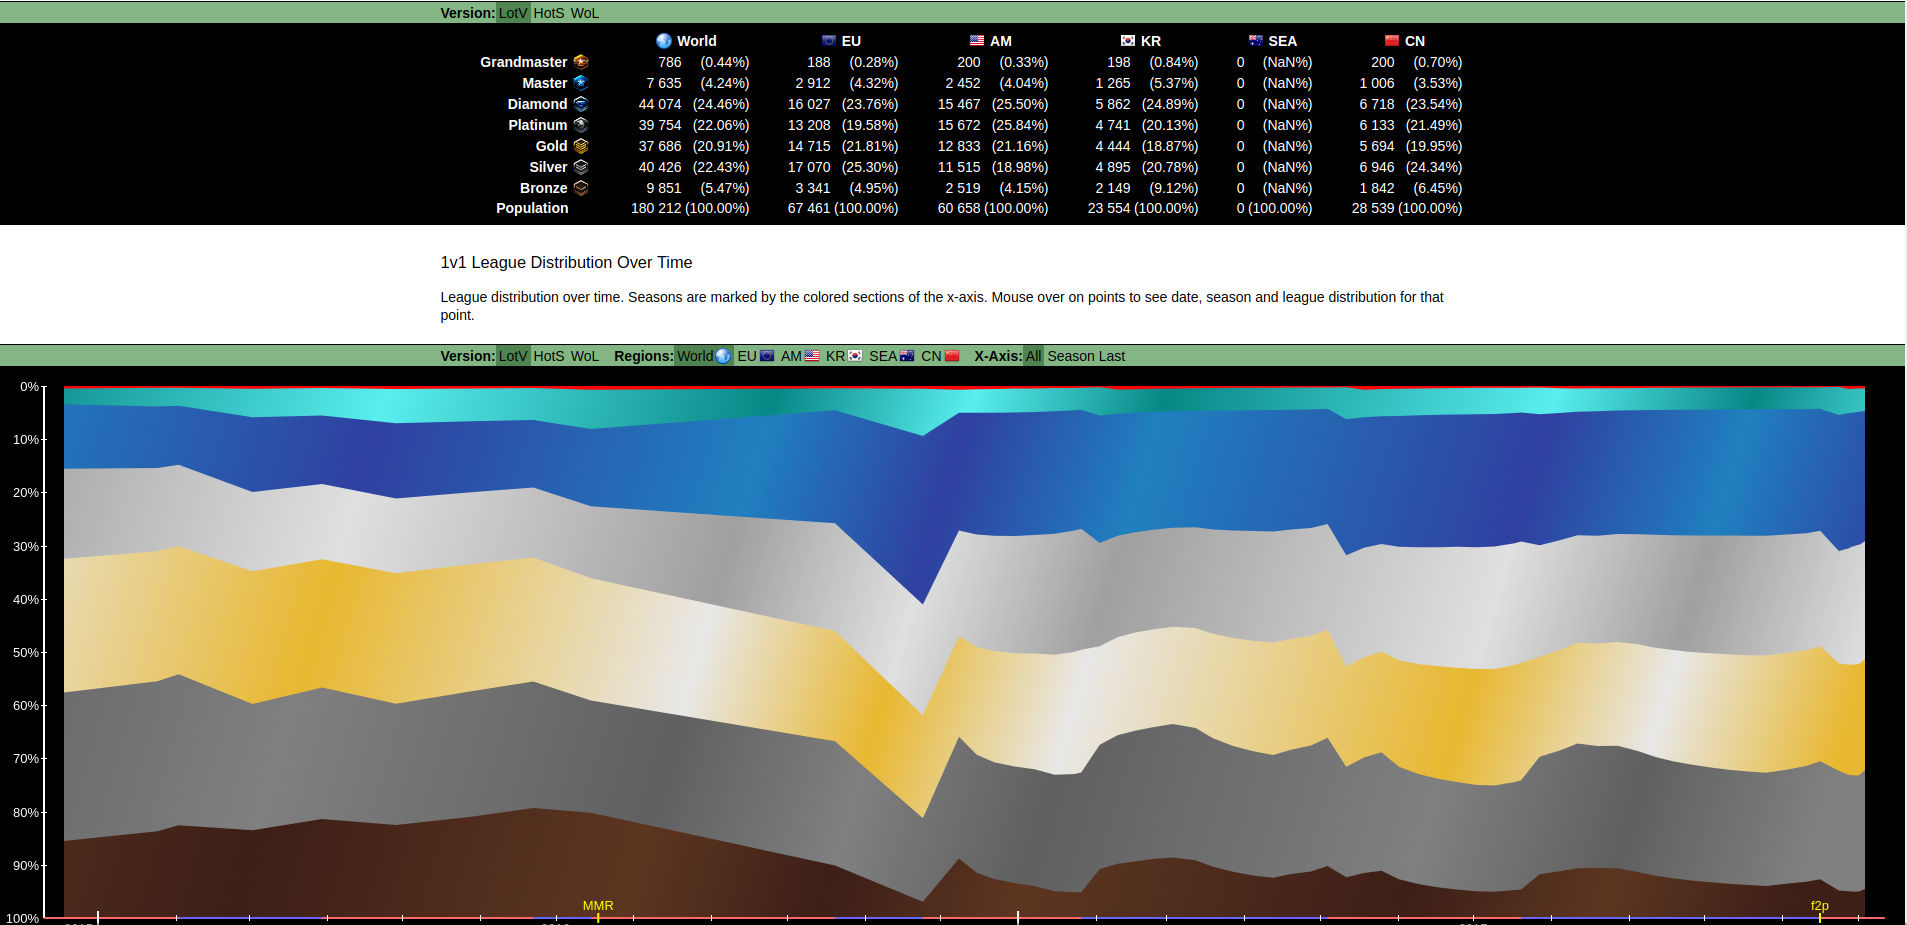 Version: LotV HotS WoL
World EU AM KR SEA CN
Grandmaster 786 (0.44%) 188 (0.28%) 200 (0.33%) 198 (0.84%) 0 (NaN%) 200 (0.70%)
Master 7 635 (4.24%) 2 912 (4.32%) 2 452 (4.04%) 1 265 (5.37%) 0 (NaN%) 1 006 (3.53%)
Diamond 44 074 (24.46%) 16 027 (23.76%) 15 467 (25.50%) 5 862 (24.89%) 0 (NaN%) 6 718 (23.54%)
Platinum 39 754 (22.06%) 13 208 (19.58%) 15 672 (25.84%) 4 741 (20.13%) 0 (NaN%) 6 133 (21.49%)
Gold 37 686 (20.91%) 14 715 (21.81%) 12 833 (21.16%) 4 444 (18.87%) 0 (NaN%) 5 694 (19.95%)
Silver 40 426 (22.43%) 17 070 (25.30%) 11 515 (18.98%) 4 895 (20.78%) 0 (NaN%) 6 946 (24.34%)
Bronze 9 851 (5.47%) 3 341 (4.95%) 2 519 (4.15%) 2 149 (9.12%) 0 (NaN%) 1 842 (6.45%)
Population 180 212 (100.00%) 67 461 (100.00%) 60 658 (100.00%) 23 554 (100.00%) 0 (100.00%) 28 539 (100.00%)
1v1 League Distribution Over Time
League distribution over time. Seasons are marked by the colored sections of the x-axis. Mouse over on points to see date, season and league distribution for that
point.
Version: LotV HotS WoL Regions: World EU AM KR SEA CN X-Axis: All Season Last
0%
10%
20%
30%
40%
50%
60%
70%
80%
90%
MMR f2p
100%